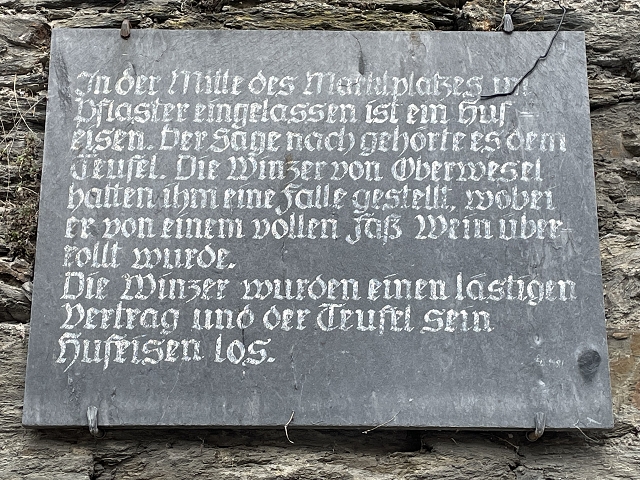 In der Mitte des Marktplatzes im
Pflaster eingelassen ist ein Huf-
eisen. Der Sage nach gehörte es dem
Teufel. Die Winzer von Oberwesel
hatten ihm eine Falle gestellt, wobei
er von einem vollen Faß Wein über-
rollt wurde.
Die Winzer wurden einen lästigen
Vertrag und der Teufel sein
Hufeisen los.